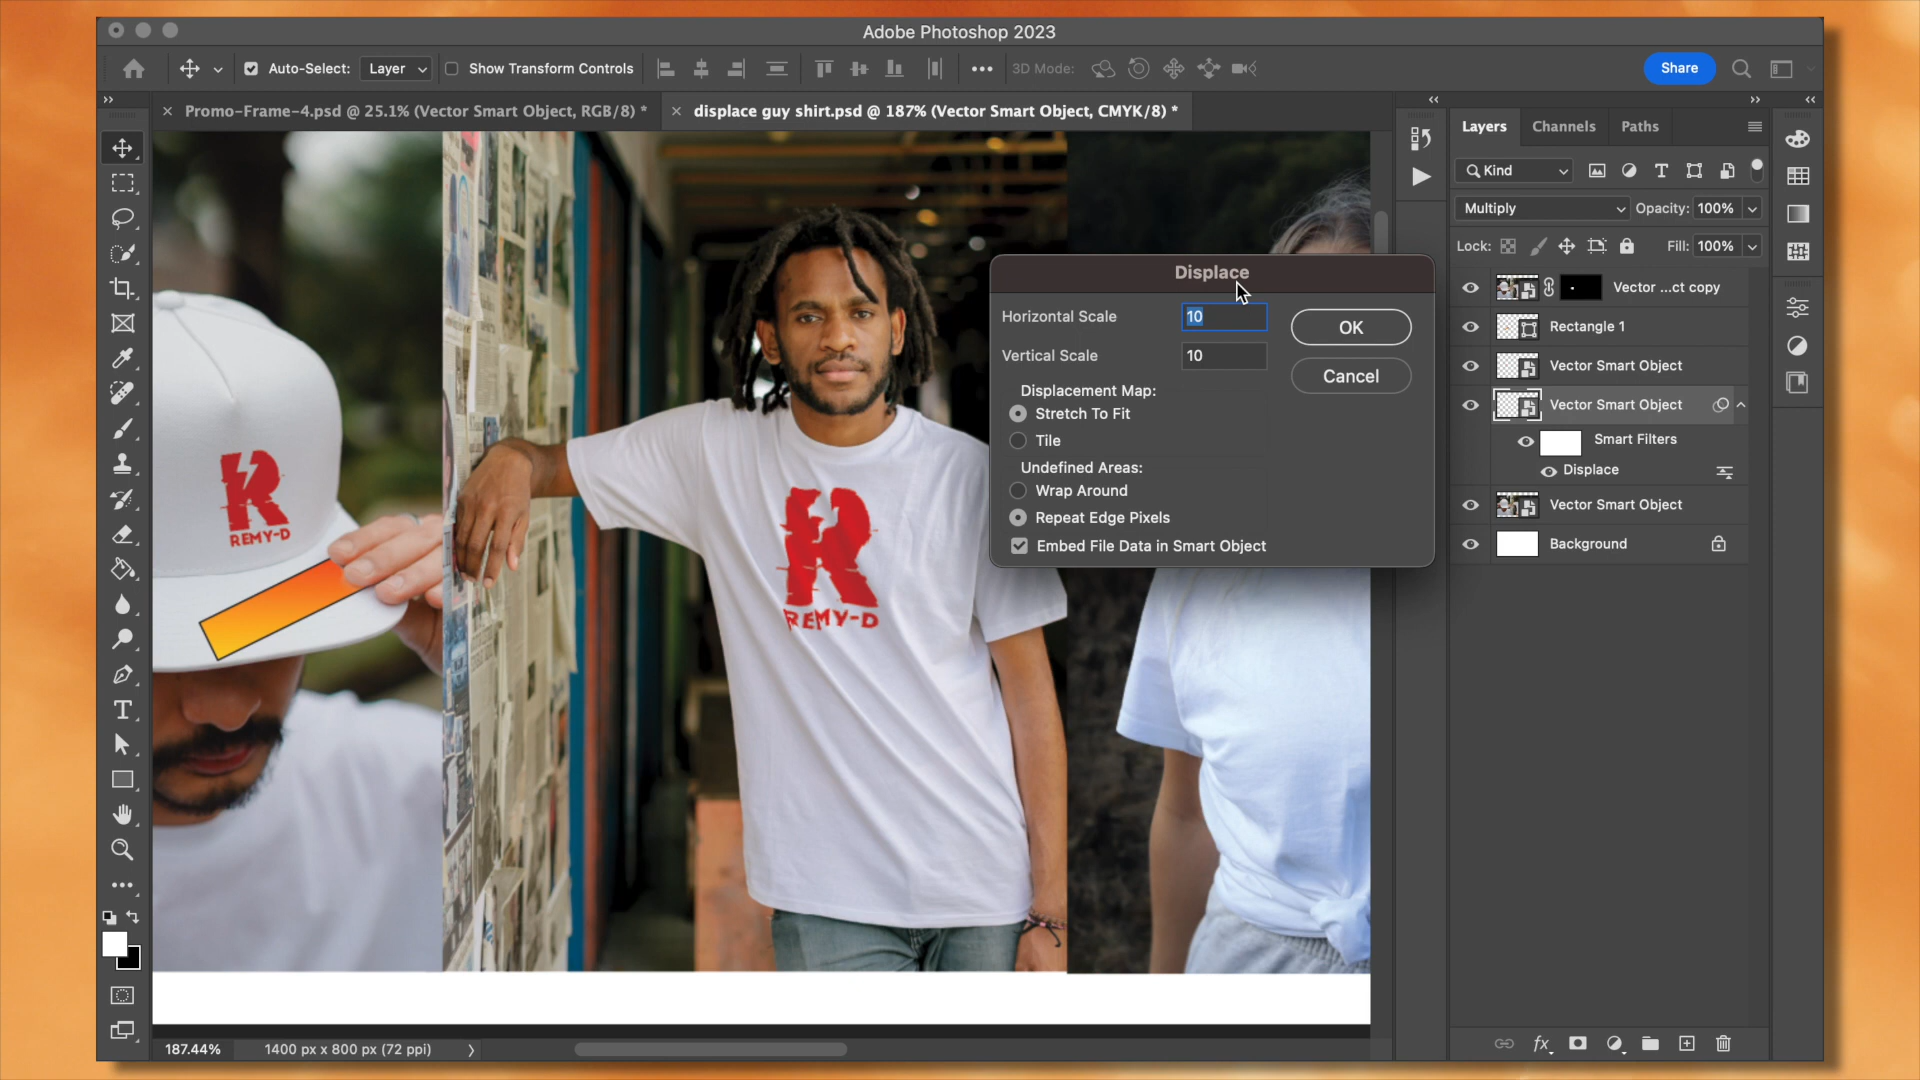 Adobe Photoshop 2023
Auto-Select: Layer Show Transform Controls 3D Mode: Share
Promo-Frame-4.psd @ 25.1% (Vector Smart Object, RGB/8) *
displace guy shirt.psd @ 187% (Vector Smart Object, CMYK/8) *
Layers Channels Paths
Kind
Multiply Opacity: 100%
Lock: Fill: 100%
Vector ...ct copy
Rectangle 1
Vector Smart Object
Vector Smart Object
Smart Filters
Displace
Vector Smart Object
Background
Displace
Horizontal Scale 10
Vertical Scale 10
OK
Cancel
Displacement Map:
Stretch To Fit
Tile
Undefined Areas:
Wrap Around
Repeat Edge Pixels
Embed File Data in Smart Object
R
REMY-D
R
REMY-D
187.44% 1400 px x 800 px (72 ppi)